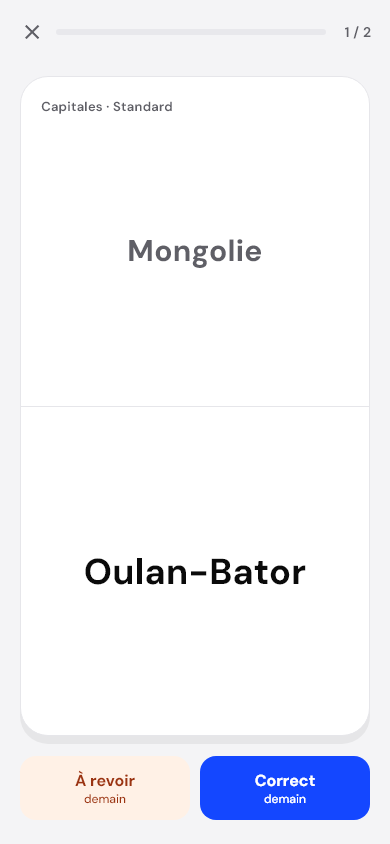 1 / 2
Capitales · Standard
Mongolie
Oulan-Bator
À revoir
demain
Correct
demain